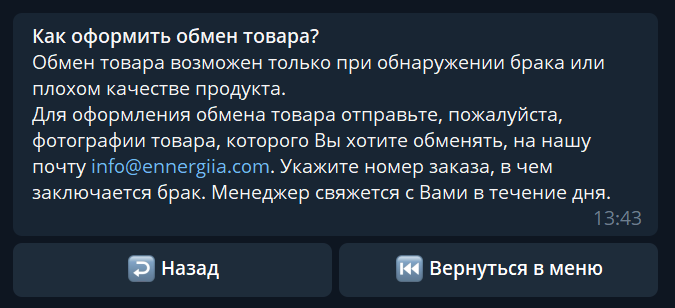 Как оформить обмен товара?
Обмен товара возможен только при обнаружении брака или
плохом качестве продукта.
Для оформления обмена товара отправьте, пожалуйста,
фотографии товара, которого Вы хотите обменять, на нашу
почту info@ennergiia.com. Укажите номер заказа, в чем
заключается брак. Менеджер свяжется с Вами в течение дня.
13:43
Назад
Вернуться в меню